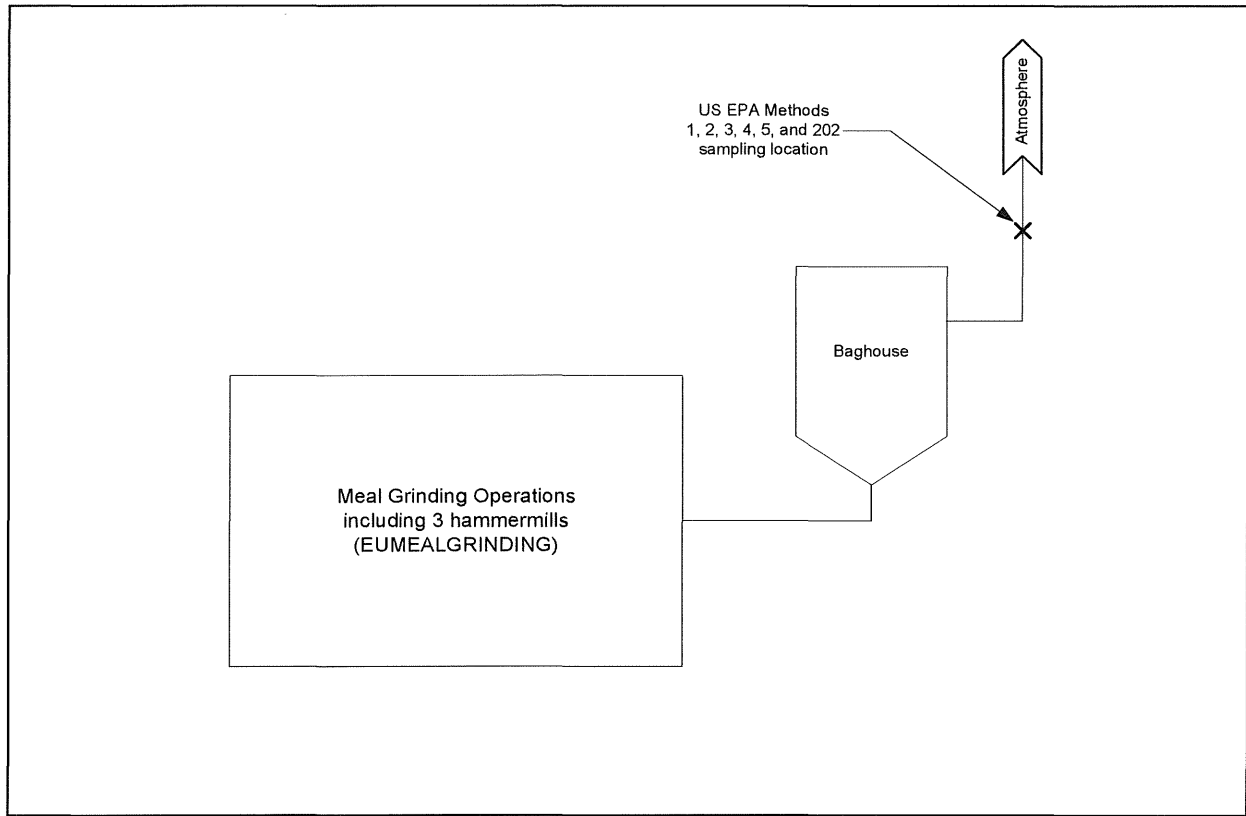 Atmosphere
US EPA Methods
1, 2, 3, 4, 5, and 202
sampling location
Baghouse
Meal Grinding Operations
including 3 hammermills
(EUMEALGRINDING)